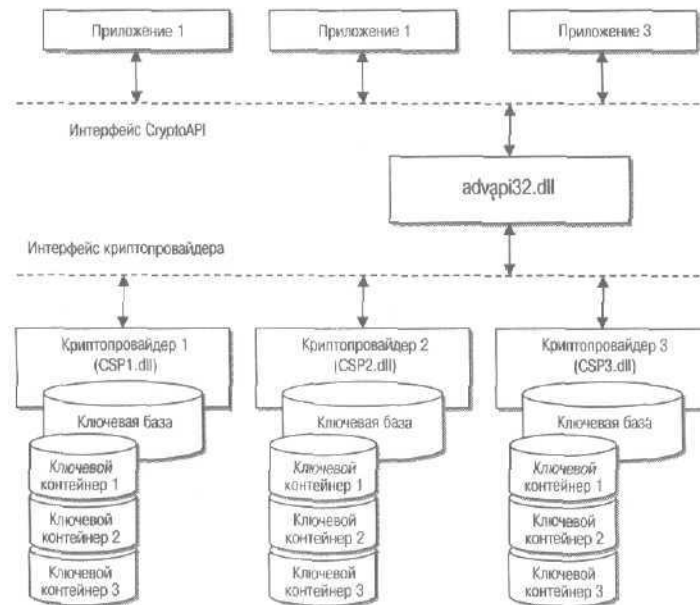 Приложение 1
Приложение 1
Приложение 3
Интерфейс CryptoAPI
advapi32.dll
Интерфейс криптопровайдера
Криптопровайдер 1
(CSP1.dll)
Криптопровайдер 2
(CSP2.dll)
Криптопровайдер 3
(CSP3.dll)
Ключевая база
Ключевая база
Ключевая база
Ключевой
контейнер 1
Ключевой
контейнер 1
Ключевой
контейнер 1
Ключевой
контейнер 2
Ключевой
контейнер 2
Ключевой
контейнер 2
Ключевой
контейнер 3
Ключевой
контейнер 3
Ключевой
контейнер 3